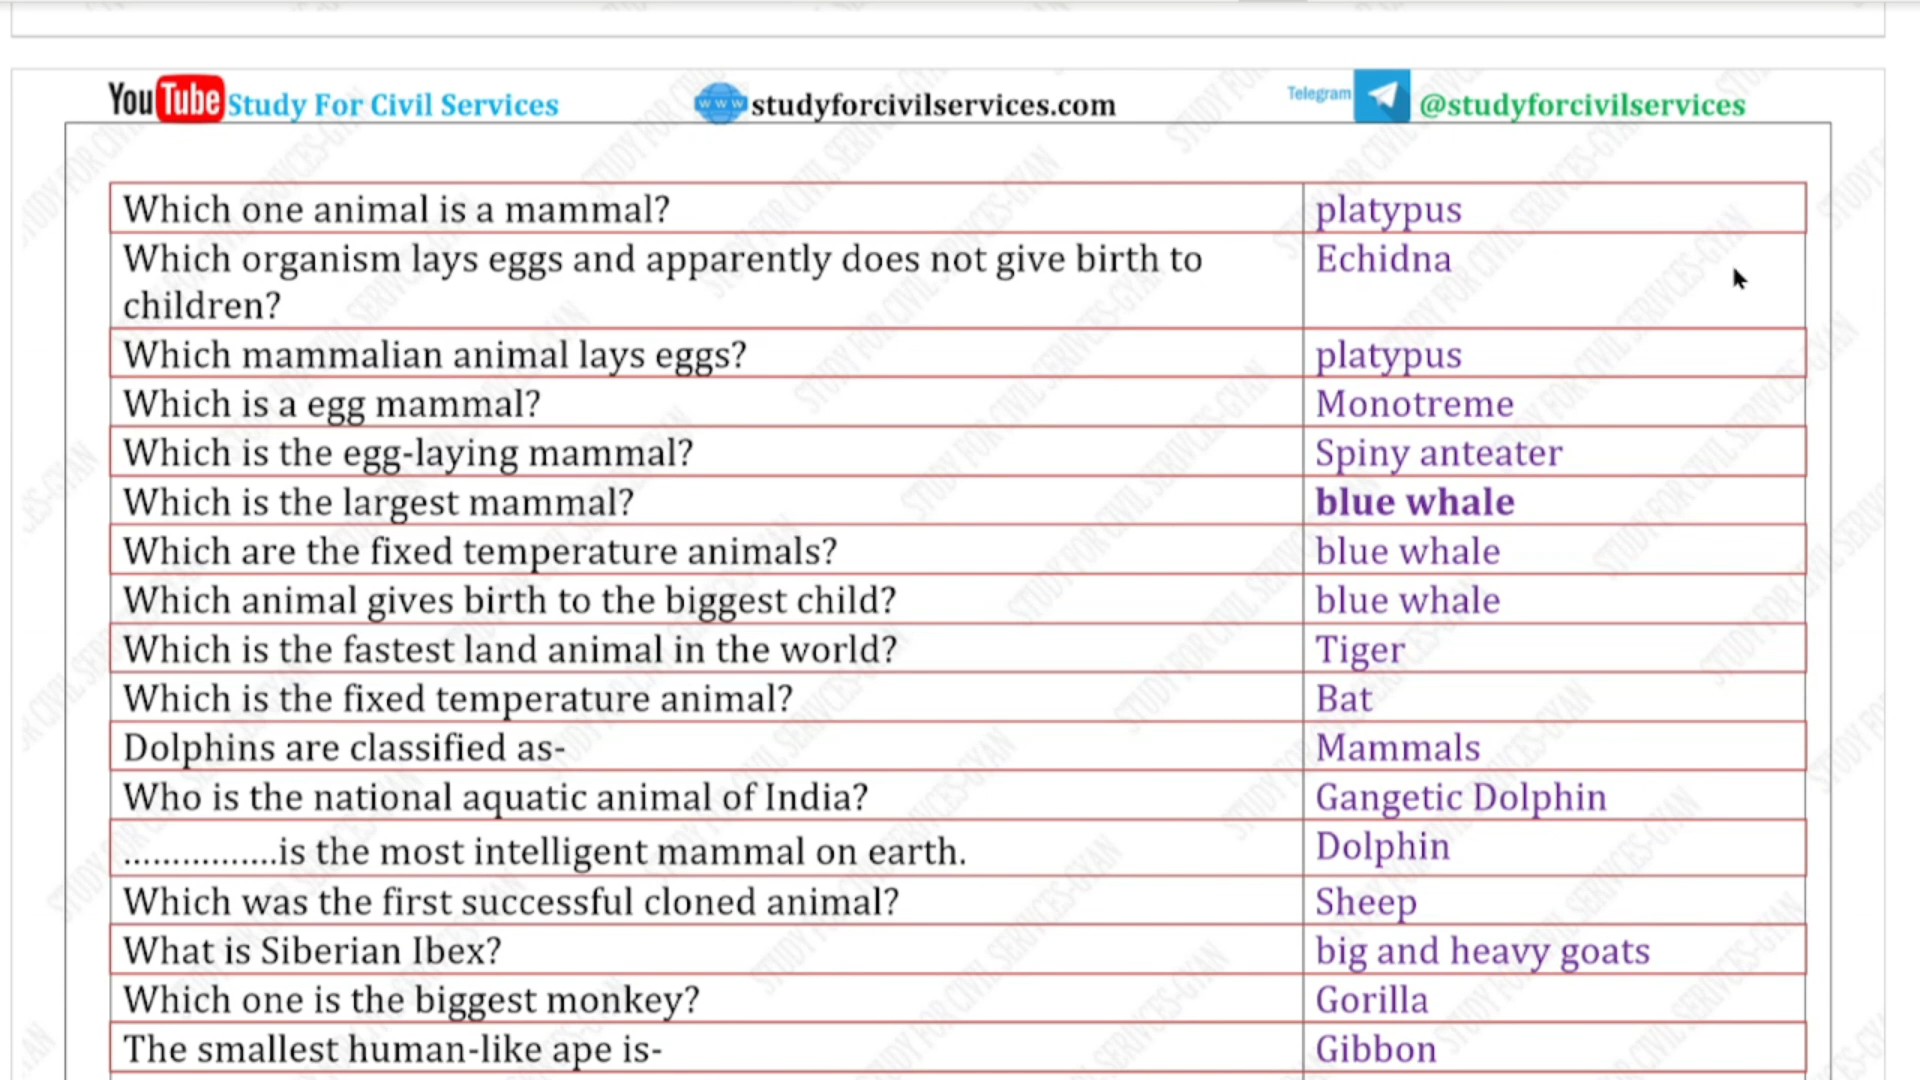 YouTube Study For Civil Services www studyforcivilservices.com Telegram @studyforcivilservices
Which one animal is a mammal? platypus
Which organism lays eggs and apparently does not give birth to Echidna
children?
Which mammalian animal lays eggs? platypus
Which is a egg mammal? Monotreme
Which is the egg-laying mammal? Spiny anteater
Which is the largest mammal? blue whale
Which are the fixed temperature animals? blue whale
Which animal gives birth to the biggest child? blue whale
Which is the fastest land animal in the world? Tiger
Which is the fixed temperature animal? Bat
Dolphins are classified as- Mammals
Who is the national aquatic animal of India? Gangetic Dolphin
................is the most intelligent mammal on earth. Dolphin
Which was the first successful cloned animal? Sheep
What is Siberian Ibex? big and heavy goats
Which one is the biggest monkey? Gorilla
The smallest human-like ape is- Gibbon
STUDY FOR CIVIL SERIVCES-GYAN